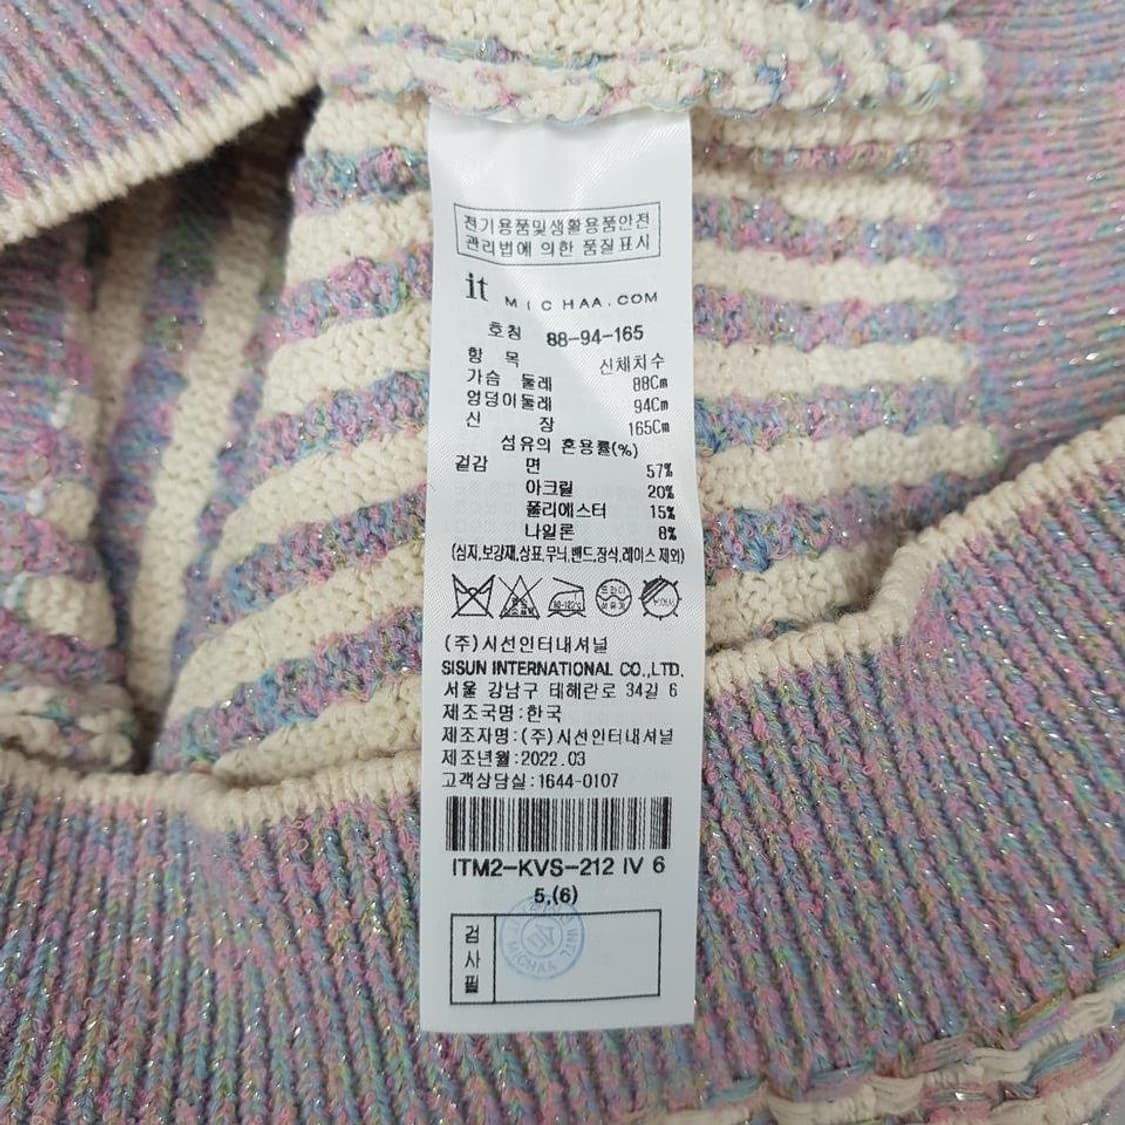 전기용품및생활용품안전
관리법에 의한 품질표시
it MICHAA.COM
호칭 88-94-165
항 목 신체치수
가슴 둘레 88Cm
엉덩이둘레 94Cm
신 장 165Cm
섬유의 혼용률(%)
겉감 면 57%
아크릴 20%
폴리에스터 15%
나일론 8%
(심지,보강재,상표,무늬,밴드,장식,레이스 제외)
(주)시선인터내셔널
SISUN INTERNATIONAL CO.,LTD.
서울 강남구 테헤란로 34길 6
제조국명:한국
제조자명:(주)시선인터내셔널
제조년월:2022.03
고객상담실:1644-0107
ITM2-KVS-212 IV 6
5,(6)
검사필
MICHAA